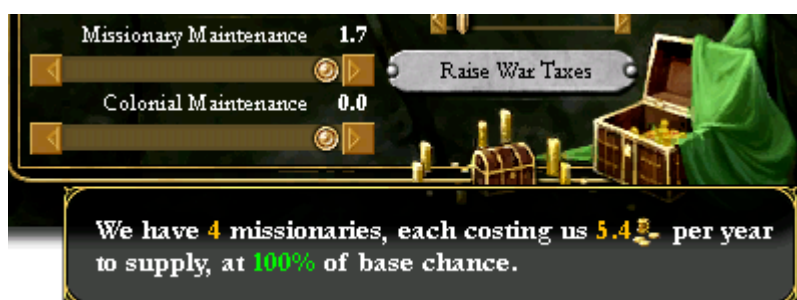 Missionary Maintenance 1.7
Raise War Taxes
Colonial Maintenance 0.0
We have 4 missionaries, each costing us 5.4 per year
to supply, at 100% of base chance.